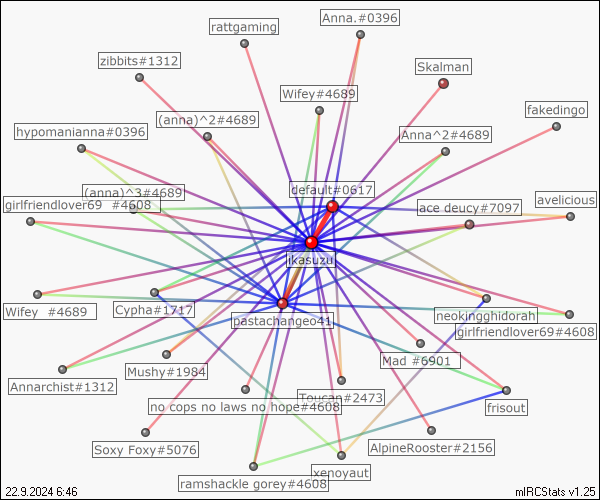 Anna.#0396
rattgaming
zibbits#1312
Skalman
Wifey#4689
fakedingo
(anna)^2#4689
hypomanianna#0396
Anna^2#4689
(anna)^3#4689
default#0617
girlfriendlover69 #4608
ace deucy#7097
avelicious
jkasuzu
Wifey #4689
Cypha#1717
neokingghidorah
pastachangeo41
girlfriendlover69#4608
Mad #6901
Mushy#1984
Annarchist#1312
Toucan#2473
no cops no laws no hope#4608
frisout
Soxy Foxy#5076
AlpineRooster#2156
xenoyaut
ramshackle gorey#4608
22.9.2024 6:46
mIRCStats v1.25